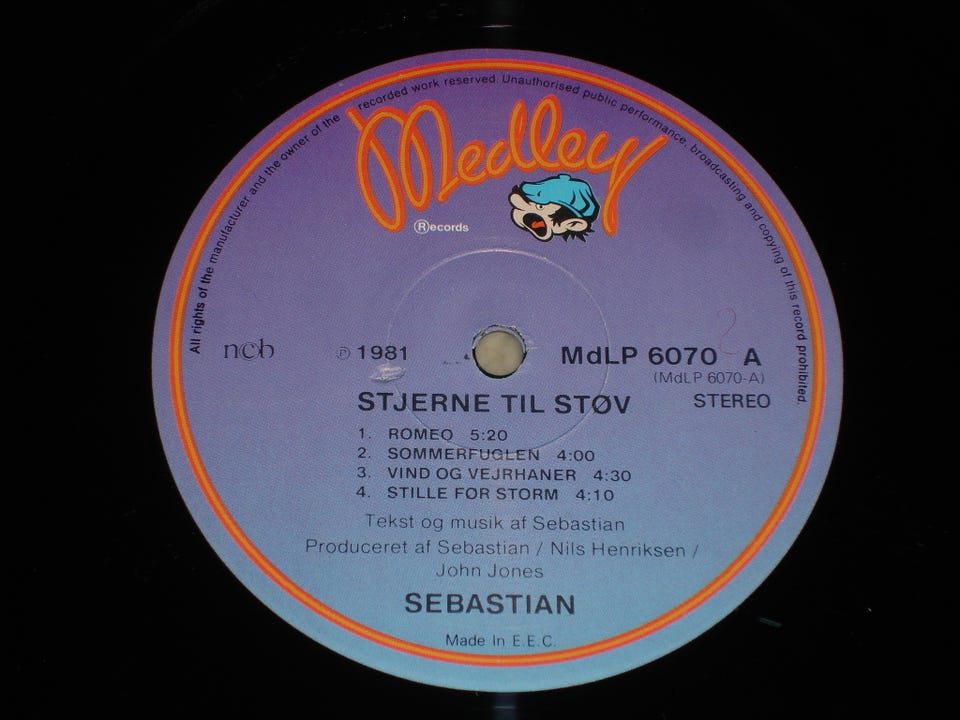 All rights of the manufacturer and the owner of the recorded work reserved. Unauthorised public performance, broadcasting and copying of this record prohibited.
Medley
®ecords
ncb
℗ 1981
MdLP 6070 A
2
(MdLP 6070-A)
STEREO
STJERNE TIL STØV
1. ROMEO 5:20
2. SOMMERFUGLEN 4:00
3. VIND OG VEJRHANER 4:30
4. STILLE FØR STORM 4:10
Tekst og musik af Sebastian
Produceret af Sebastian / Nils Henriksen /
John Jones
SEBASTIAN
Made In E.E.C.